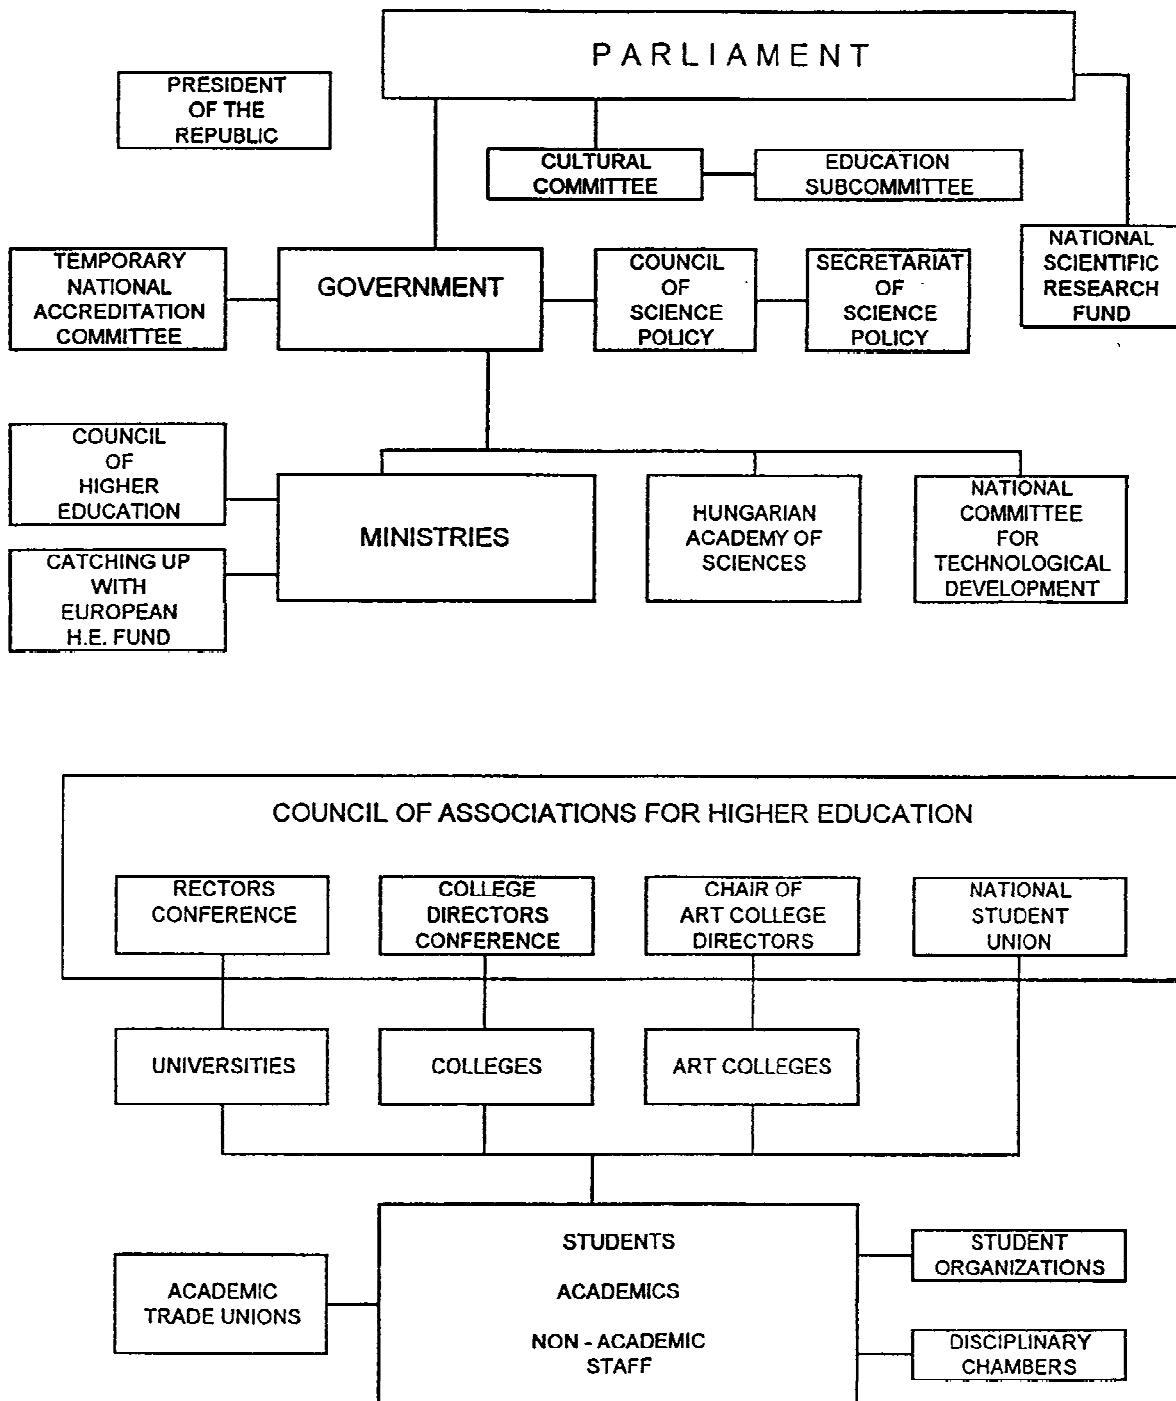 PARLIAMENT
PRESIDENT
OF THE
REPUBLIC
CULTURAL
COMMITTEE
EDUCATION
SUBCOMMITTEE
TEMPORARY
NATIONAL
ACCREDITATION
COMMITTEE
GOVERNMENT
COUNCIL
OF
SCIENCE
POLICY
SECRETARIAT
OF
SCIENCE
POLICY
NATIONAL
SCIENTIFIC
RESEARCH
FUND
COUNCIL
OF
HIGHER
EDUCATION
CATCHING UP
WITH
EUROPEAN
H.E. FUND
MINISTRIES
HUNGARIAN
ACADEMY OF
SCIENCES
NATIONAL
COMMITTEE
FOR
TECHNOLOGICAL
DEVELOPMENT
COUNCIL OF ASSOCIATIONS FOR HIGHER EDUCATION
RECTORS
CONFERENCE
COLLEGE
DIRECTORS
CONFERENCE
CHAIR OF
ART COLLEGE
DIRECTORS
NATIONAL
STUDENT
UNION
UNIVERSITIES
COLLEGES
ART COLLEGES
ACADEMIC
TRADE UNIONS
STUDENTS
ACADEMICS
NON - ACADEMIC
STAFF
STUDENT
ORGANIZATIONS
DISCIPLINARY
CHAMBERS